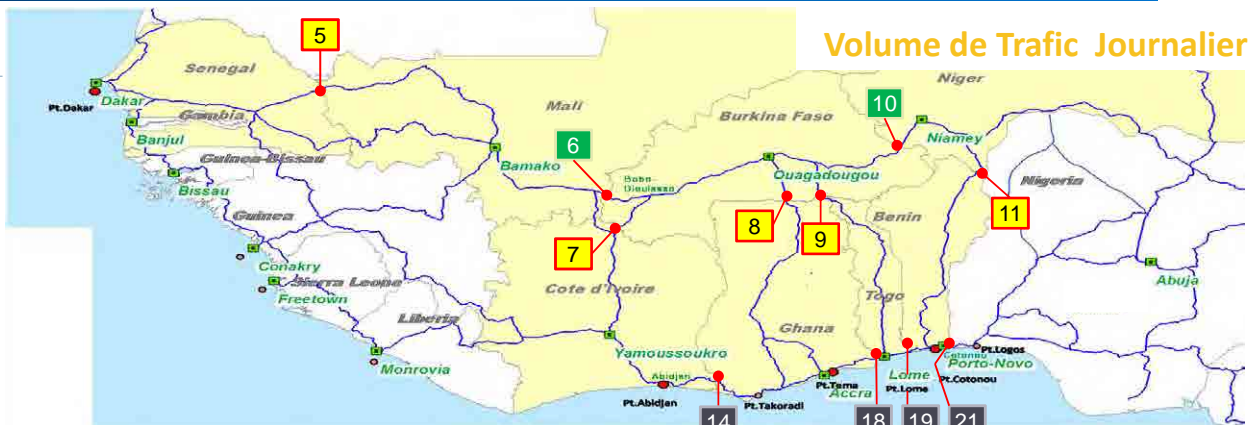 Volume de Trafic Journalier
5
Senegal
Niger
Pt.Dakar
Dakar
Mali
10
Gambia
Burkina Faso
Banjul
6
Niamey
Guinea-Bissau
Bamako
Bobo-
Dioulasso
Ouagadougou
Nigeria
Bissau
Guinea
8
Benin
11
7
9
Conakry
Sierra Leone
Cote d'Ivoire
Togo
Abuja
Freetown
Liberia
Ghana
Yamoussoukro
Pt.Logos
Cotonou
Monrovia
Abidjan
Lome
Porto-Novo
Pt.Tema
Pt.Lome
Pt.Cotonou
Pt.Abidjan
Pt.Takoradi
Accra
14
18
19
21